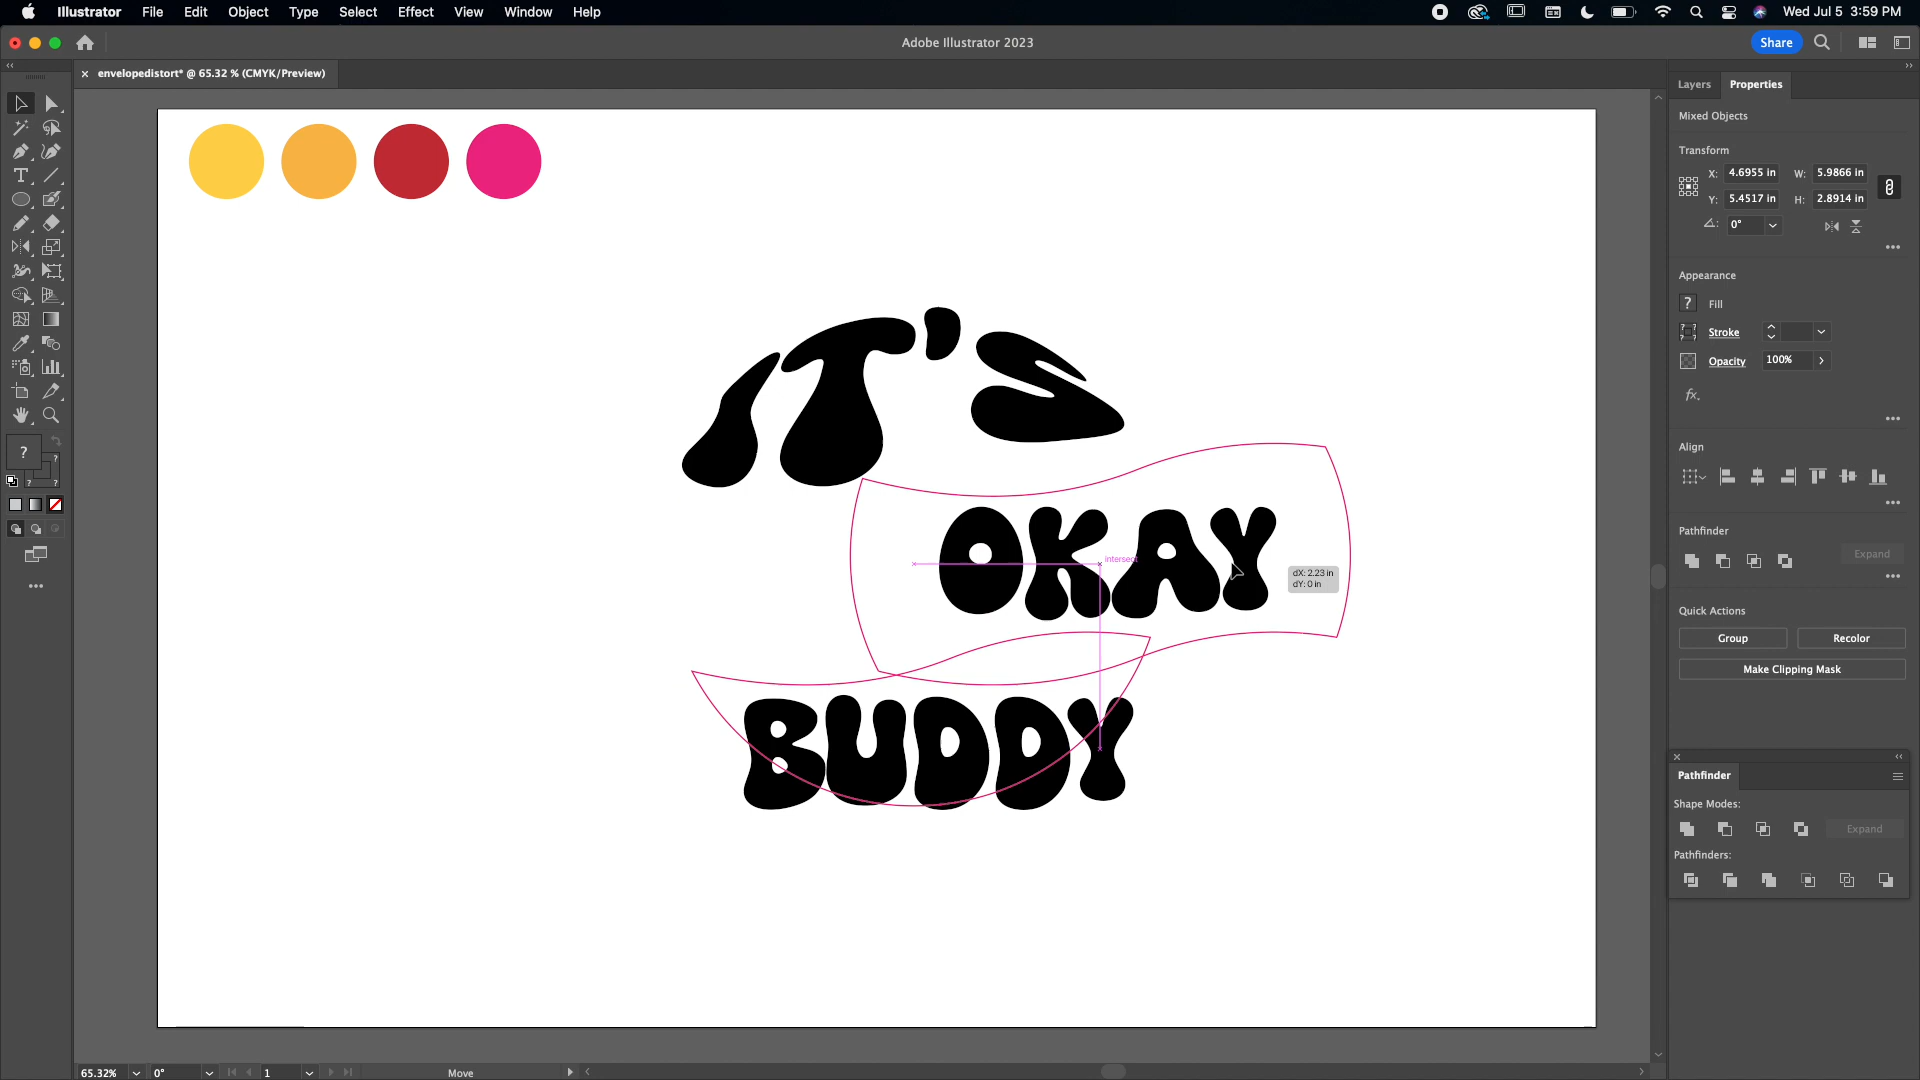 Illustrator File Edit Object Type Select Effect View Window Help
Wed Jul 5 3:59 PM
Adobe Illustrator 2023
Share
× envelopedistort* @ 65.32 % (CMYK/Preview)
Layers Properties
Mixed Objects
Transform
X: 4.6955 in W: 5.9866 in
Y: 5.4517 in H: 2.8914 in
0°
Appearance
? Fill
Stroke
Opacity 100%
fx.
Align
Pathfinder
Expand
Quick Actions
Group Recolor
Make Clipping Mask
Pathfinder
Shape Modes:
Expand
Pathfinders:
IT'S
OKAY
intersect
dX: 2.23 in
dY: 0 in
BUDDY
65.32% 0° 1 Move